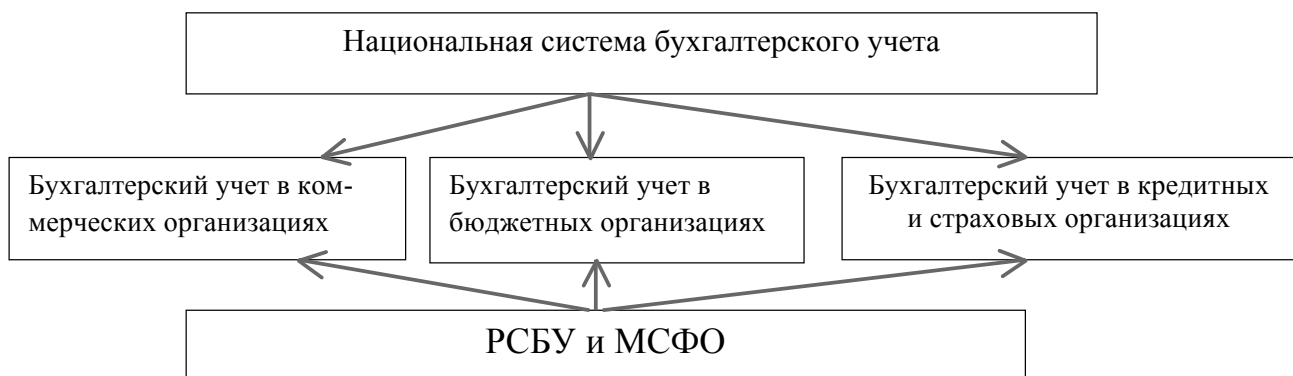 Национальная система бухгалтерского учета
Бухгалтерский учет в ком-
мерческих организациях
Бухгалтерский учет в
бюджетных организациях
Бухгалтерский учет в кредитных
и страховых организациях
РСБУ и МСФО